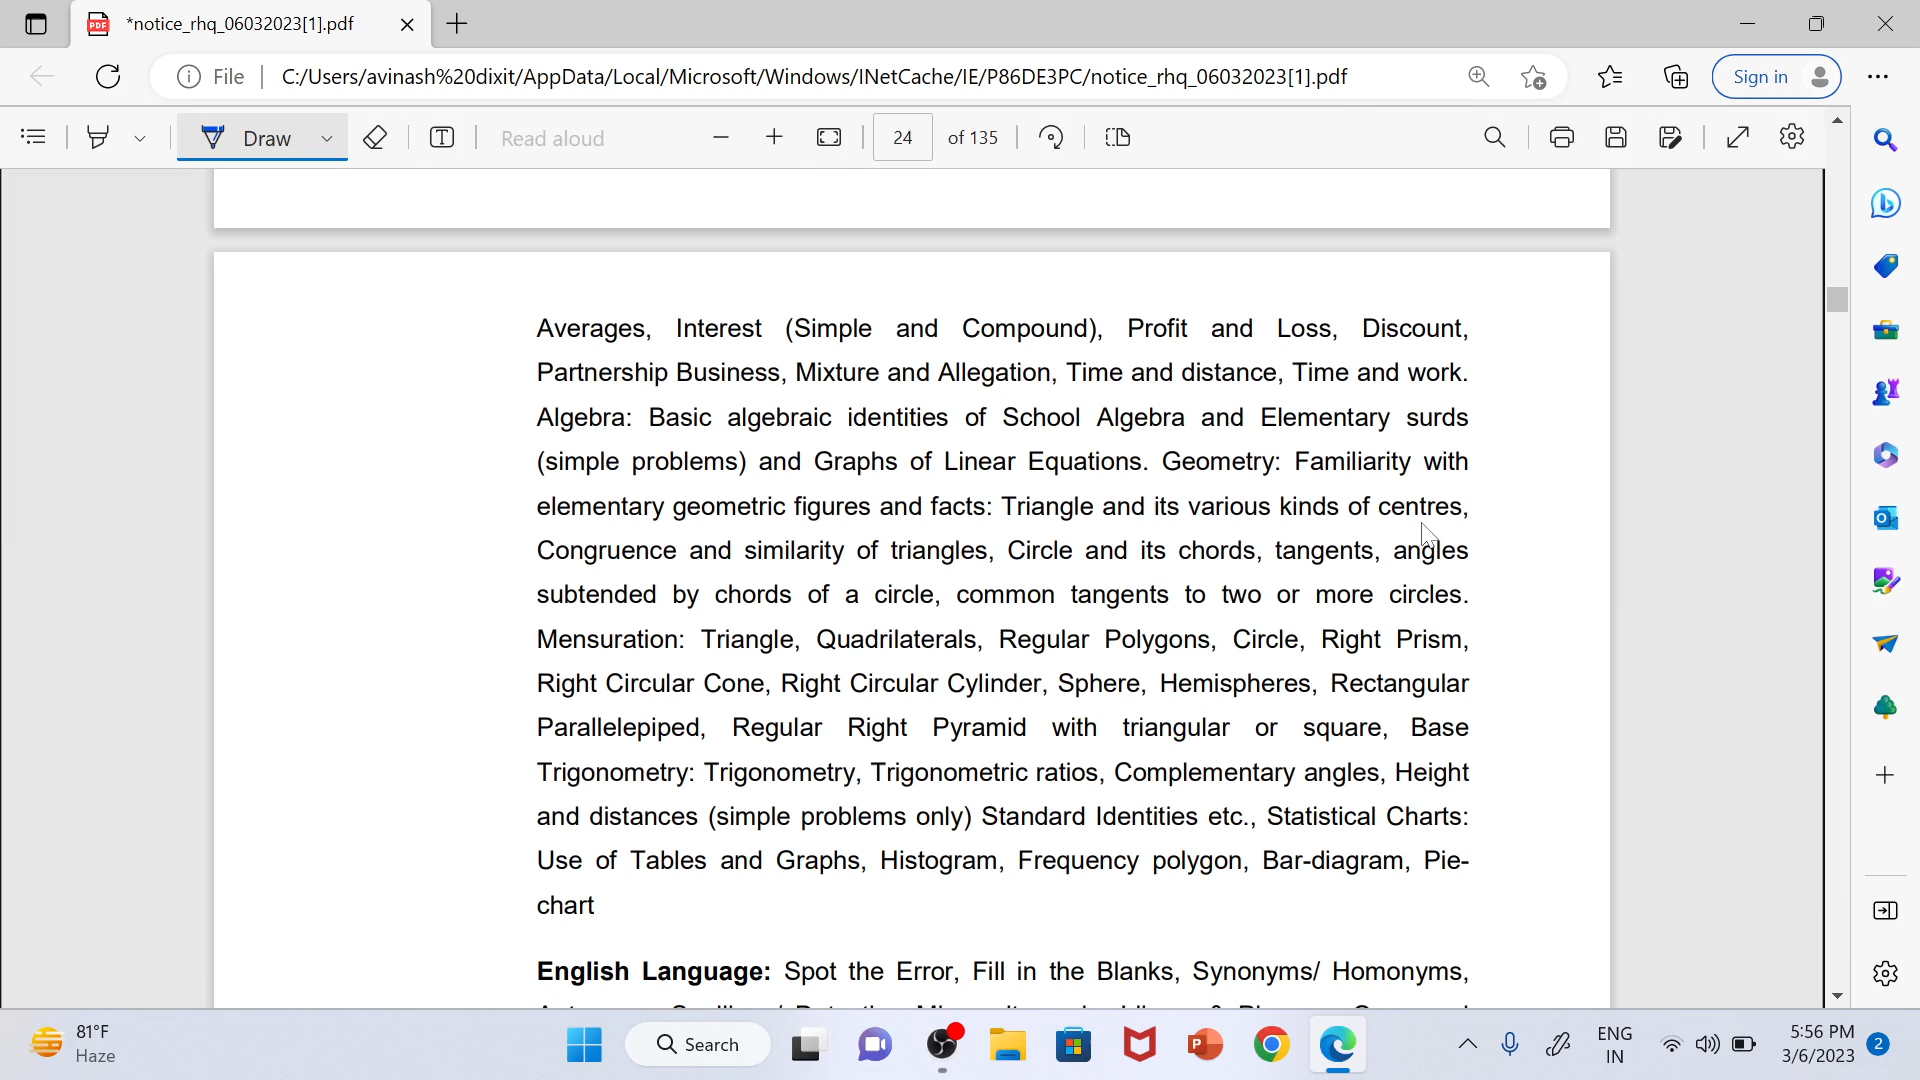 *notice_rhq_06032023[1].pdf
File
C:/Users/avinash%20dixit/AppData/Local/Microsoft/Windows/INetCache/IE/P86DE3PC/notice_rhq_06032023[1].pdf
Sign in
Draw
Read aloud
24
of 135
Averages, Interest (Simple and Compound), Profit and Loss, Discount,
Partnership Business, Mixture and Allegation, Time and distance, Time and work.
Algebra: Basic algebraic identities of School Algebra and Elementary surds
(simple problems) and Graphs of Linear Equations. Geometry: Familiarity with
elementary geometric figures and facts: Triangle and its various kinds of centres,
Congruence and similarity of triangles, Circle and its chords, tangents, angles
subtended by chords of a circle, common tangents to two or more circles.
Mensuration: Triangle, Quadrilaterals, Regular Polygons, Circle, Right Prism,
Right Circular Cone, Right Circular Cylinder, Sphere, Hemispheres, Rectangular
Parallelepiped, Regular Right Pyramid with triangular or square, Base
Trigonometry: Trigonometry, Trigonometric ratios, Complementary angles, Height
and distances (simple problems only) Standard Identities etc., Statistical Charts:
Use of Tables and Graphs, Histogram, Frequency polygon, Bar-diagram, Pie-
chart
English Language: Spot the Error, Fill in the Blanks, Synonyms/ Homonyms,
81°F
Haze
Search
ENG
IN
5:56 PM
3/6/2023
2